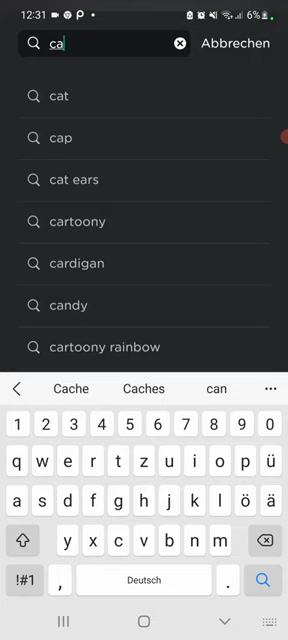 12:31 6%
ca Abbrechen
cat
cap
cat ears
cartoony
cardigan
candy
cartoony rainbow
Cache Caches can
1 2 3 4 5 6 7 8 9 0
q w e r t z u i o p ü
a s d f g h j k l ö ä
y x c v b n m
!#1 , Deutsch .